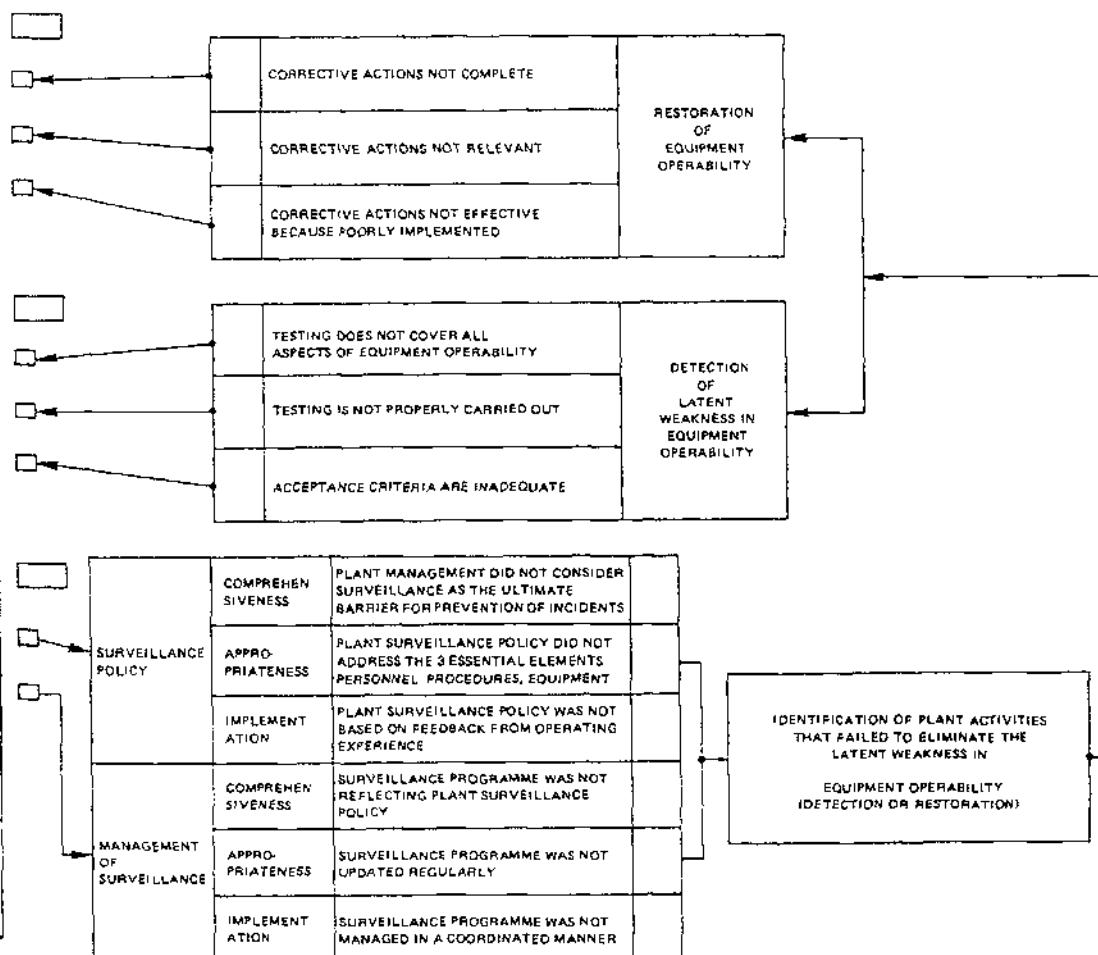 CORRECTIVE ACTIONS NOT COMPLETE
CORRECTIVE ACTIONS NOT RELEVANT
CORRECTIVE ACTIONS NOT EFFECTIVE
BECAUSE POORLY IMPLEMENTED
RESTORATION
OF
EQUIPMENT
OPERABILITY
TESTING DOES NOT COVER ALL
ASPECTS OF EQUIPMENT OPERABILITY
TESTING IS NOT PROPERLY CARRIED OUT
ACCEPTANCE CRITERIA ARE INADEQUATE
DETECTION
OF
LATENT
WEAKNESS IN
EQUIPMENT
OPERABILITY
SURVEILLANCE
POLICY
COMPREHEN
SIVENESS
PLANT MANAGEMENT DID NOT CONSIDER
SURVEILLANCE AS THE ULTIMATE
BARRIER FOR PREVENTION OF INCIDENTS
APPRO-
PRIATENESS
PLANT SURVEILLANCE POLICY DID NOT
ADDRESS THE 3 ESSENTIAL ELEMENTS
PERSONNEL PROCEDURES, EQUIPMENT
IMPLEMENT
ATION
PLANT SURVEILLANCE POLICY WAS NOT
BASED ON FEEDBACK FROM OPERATING
EXPERIENCE
MANAGEMENT
OF
SURVEILLANCE
COMPREHEN
SIVENESS
SURVEILLANCE PROGRAMME WAS NOT
REFLECTING PLANT SURVEILLANCE
POLICY
APPRO-
PRIATENESS
SURVEILLANCE PROGRAMME WAS NOT
UPDATED REGULARLY
IMPLEMENT
ATION
SURVEILLANCE PROGRAMME WAS NOT
MANAGED IN A COORDINATED MANNER
IDENTIFICATION OF PLANT ACTIVITIES
THAT FAILED TO ELIMINATE THE
LATENT WEAKNESS IN
EQUIPMENT OPERABILITY
(DETECTION OR RESTORATION)